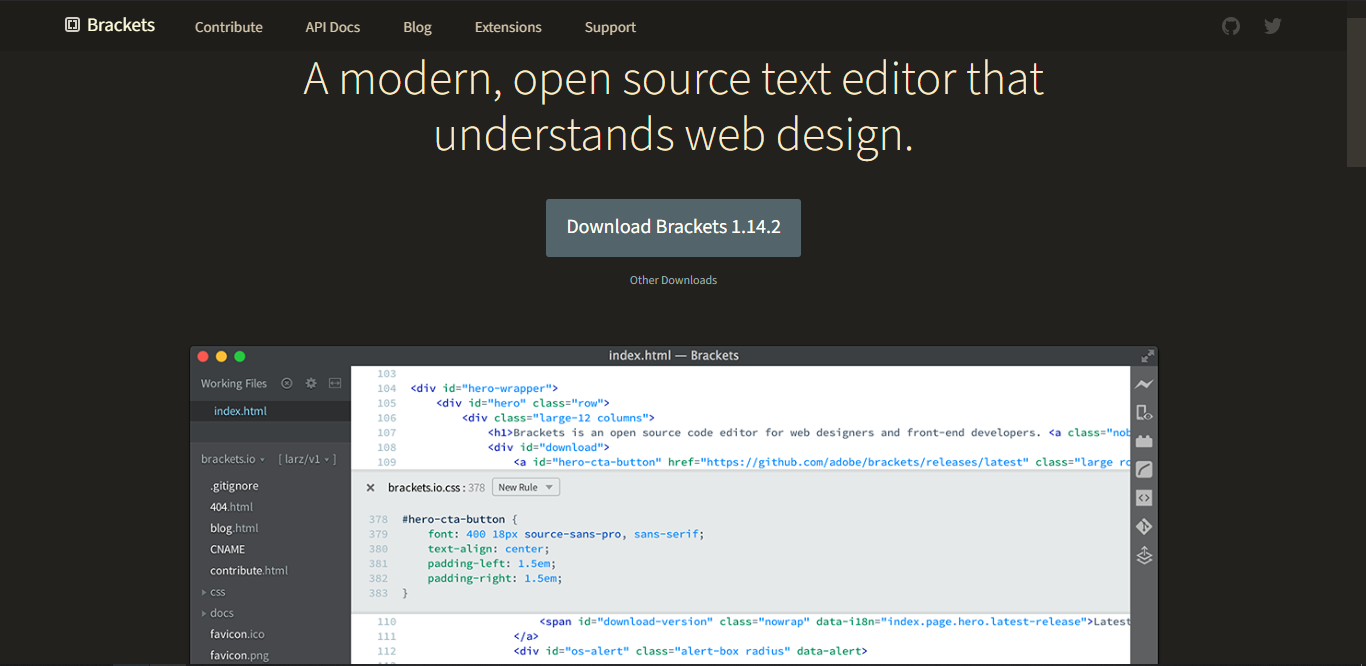 Brackets Contribute API Docs Blog Extensions Support
A modern, open source text editor that
understands web design.
Download Brackets 1.14.2
Other Downloads
index.html — Brackets
Working Files
index.html
brackets.io [ larz/v1 ]
.gitignore
404.html
blog.html
CNAME
contribute.html
css
docs
favicon.ico
favicon.png
103
104 <div id="hero-wrapper">
105 <div id="hero" class="row">
106 <div class="large-12 columns">
107 <h1>Brackets is an open source code editor for web designers and front-end developers. <a class="nob
108 <div id="download">
109 <a id="hero-cta-button" href="https://github.com/adobe/brackets/releases/latest" class="large ro
brackets.io.css : 378 New Rule
378 #hero-cta-button {
379 font: 400 18px source-sans-pro, sans-serif;
380 text-align: center;
381 padding-left: 1.5em;
382 padding-right: 1.5em;
383 }
110 <span id="download-version" class="nowrap" data-i18n="index.page.hero.latest-release">Latest
111 </a>
112 <div id="os-alert" class="alert-box radius" data-alert>